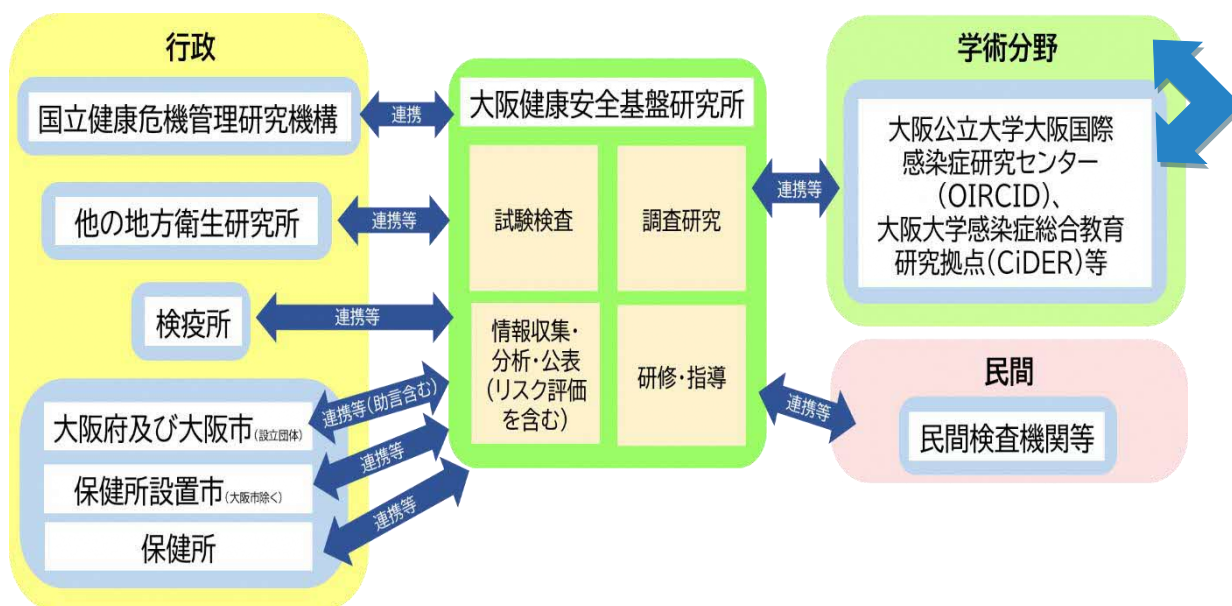 行政
国立健康危機管理研究機構
連携
他の地方衛生研究所
連携等
検疫所
連携等
大阪府及び大阪市(設立団体)
連携等(助言含む)
保健所設置市(大阪市除く)
連携等
保健所
連携等
大阪健康安全基盤研究所
試験検査
調査研究
情報収集・
分析・公表
(リスク評価
を含む)
研修・指導
連携等
学術分野
大阪公立大学大阪国際
感染症研究センター
(OIRCID)、
大阪大学感染症総合教育
研究拠点(CiDER)等
連携等
民間
民間検査機関等